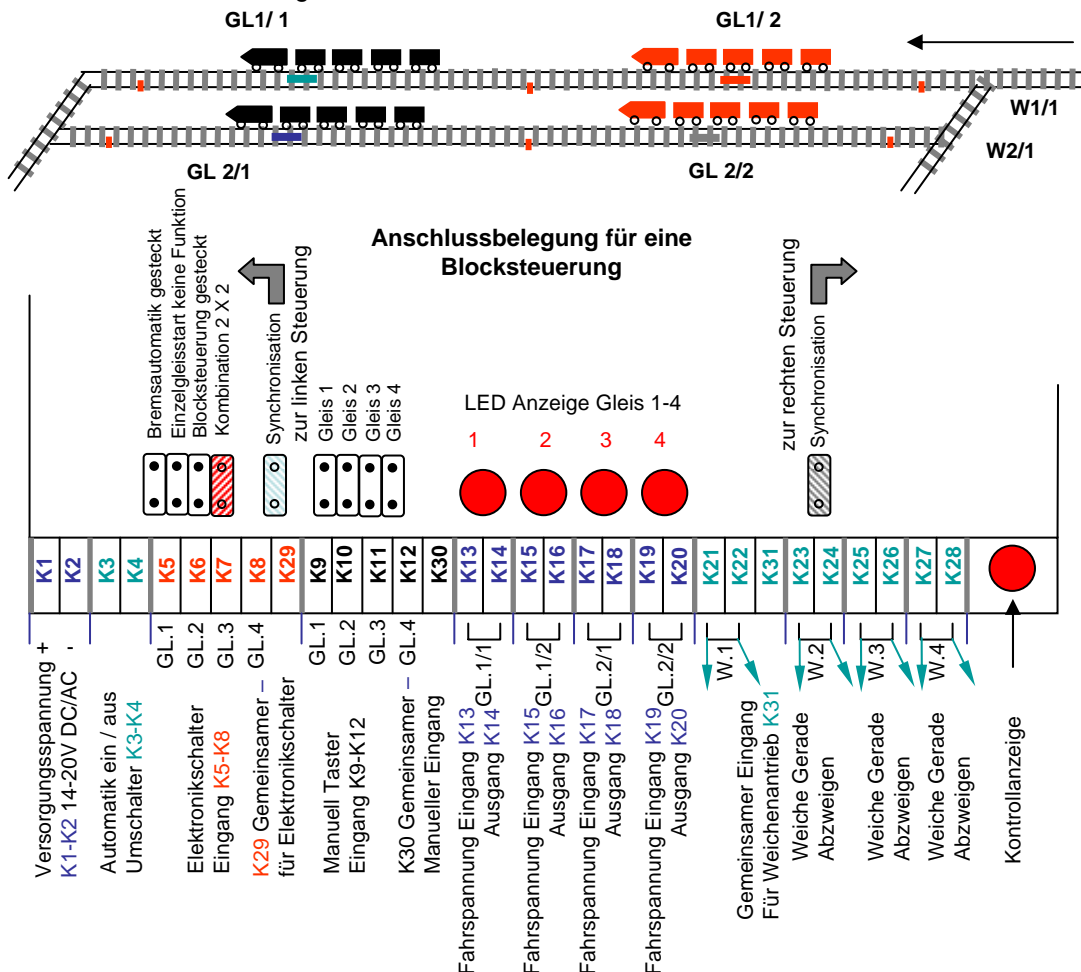 GL1/ 1
GL1/ 2
W1/1
W2/1
GL 2/1
GL 2/2
Anschlussbelegung für eine
Blocksteuerung
Bremsautomatik gesteckt
Einzelgleisstart keine Funktion
Blocksteuerung gesteckt
Kombination 2 X 2
Synchronisation
zur linken Steuerung
Gleis 1
Gleis 2
Gleis 3
Gleis 4
LED Anzeige Gleis 1-4
1
2
3
4
zur rechten Steuerung
Synchronisation
K1
K2
K3
K4
K5
K6
K7
K8
K29
K9
K10
K11
K12
K30
K13
K14
K15
K16
K17
K18
K19
K20
K21
K22
K31
K23
K24
K25
K26
K27
K28
Versorgungsspannung +
K1-K2 14-20V DC/AC -
Automatik ein / aus
Umschalter K3-K4
GL.1
GL.2
GL.3
GL.4
Elektronikschalter
Eingang K5-K8
K29 Gemeinsamer –
für Elektronikschalter
GL.1
GL.2
GL.3
GL.4
Manuell Taster
Eingang K9-K12
K30 Gemeinsamer –
Manueller Eingang
GL.1/1
Fahrspannung Eingang K13
Ausgang K14
GL.1/2
Fahrspannung Eingang K15
Ausgang K16
GL.2/1
Fahrspannung Eingang K17
Ausgang K18
GL.2/2
Fahrspannung Eingang K19
Ausgang K20
W.1
Gemeinsamer Eingang
Für Weichenantrieb K31
W.2
Weiche Gerade
Abzweigen
W.3
Weiche Gerade
Abzweigen
W.4
Weiche Gerade
Abzweigen
Kontrollanzeige